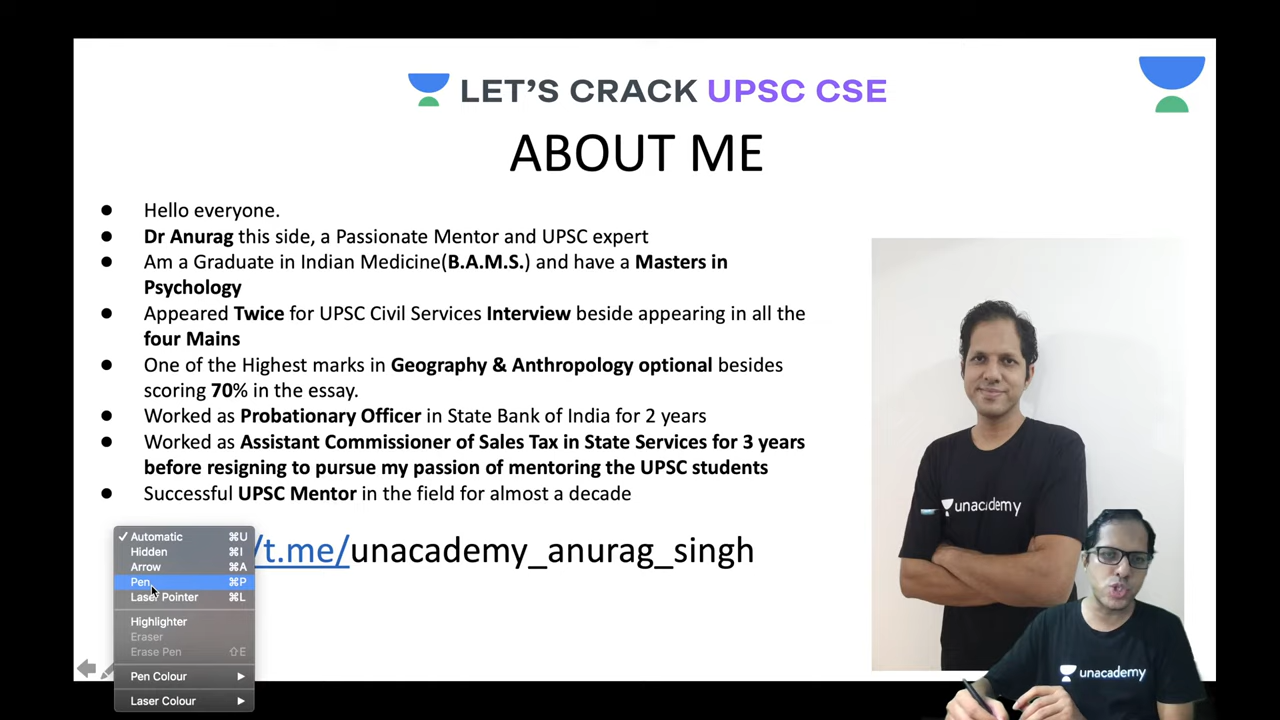 LET'S CRACK UPSC CSE
ABOUT ME
● Hello everyone.
● Dr Anurag this side, a Passionate Mentor and UPSC expert
● Am a Graduate in Indian Medicine(B.A.M.S.) and have a Masters in
Psychology
● Appeared Twice for UPSC Civil Services Interview beside appearing in all the
four Mains
● One of the Highest marks in Geography & Anthropology optional besides
scoring 70% in the essay.
● Worked as Probationary Officer in State Bank of India for 2 years
● Worked as Assistant Commissioner of Sales Tax in State Services for 3 years
before resigning to pursue my passion of mentoring the UPSC students
● Successful UPSC Mentor in the field for almost a decade
/t.me/unacademy_anurag_singh
✓ Automatic ⌘U
Hidden ⌘I
Arrow ⌘A
Pen ⌘P
Laser Pointer ⌘L
Highlighter
Eraser
Erase Pen ⇧E
Pen Colour ▶
Laser Colour ▶
unacademy
unacademy